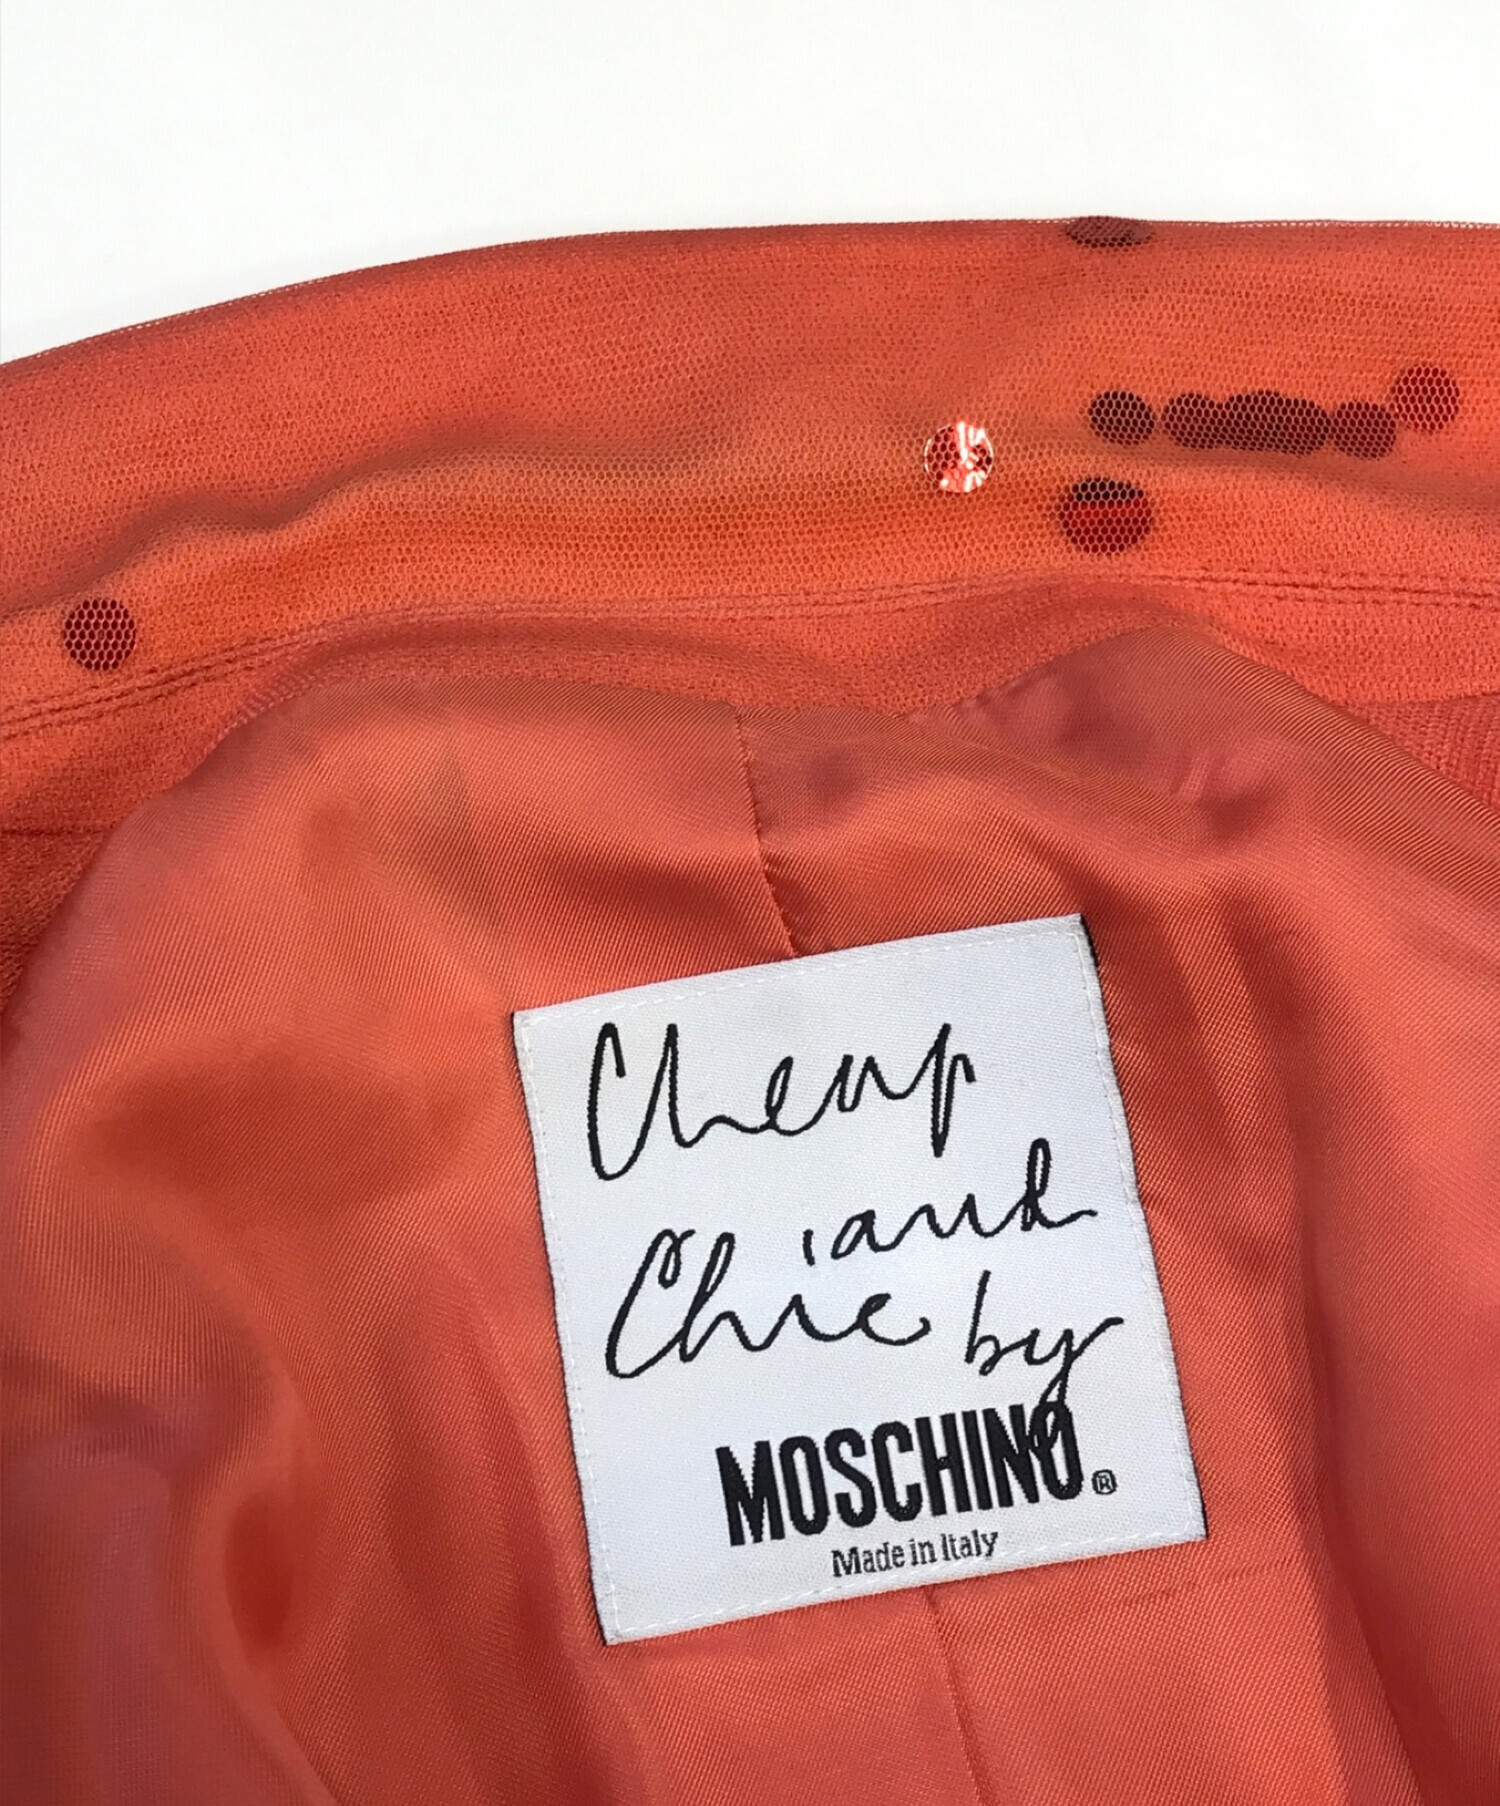 Cheap
and
Chic by
MOSCHINO®
Made in Italy